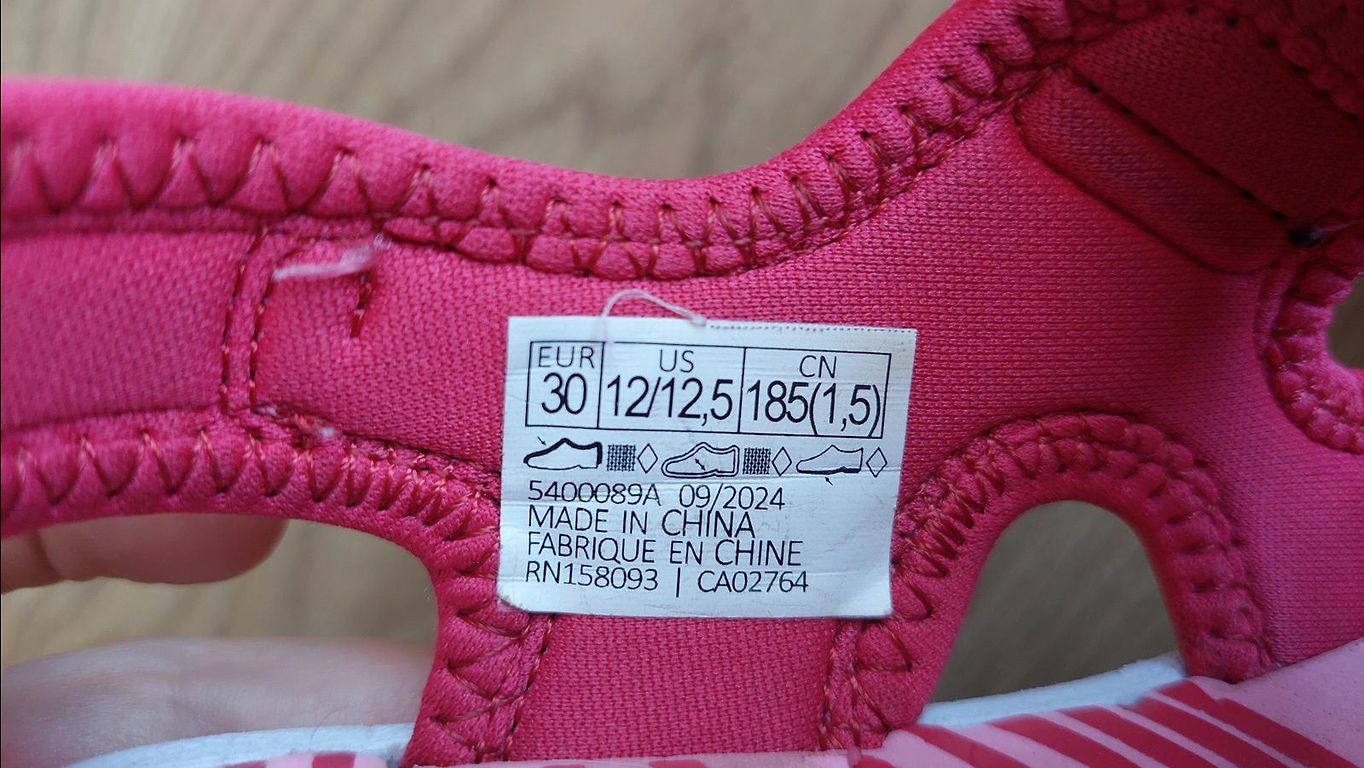 EUR US CN
30 12/12,5 185(1,5)
5400089A 09/2024
MADE IN CHINA
FABRIQUE EN CHINE
RN158093 | CA02764